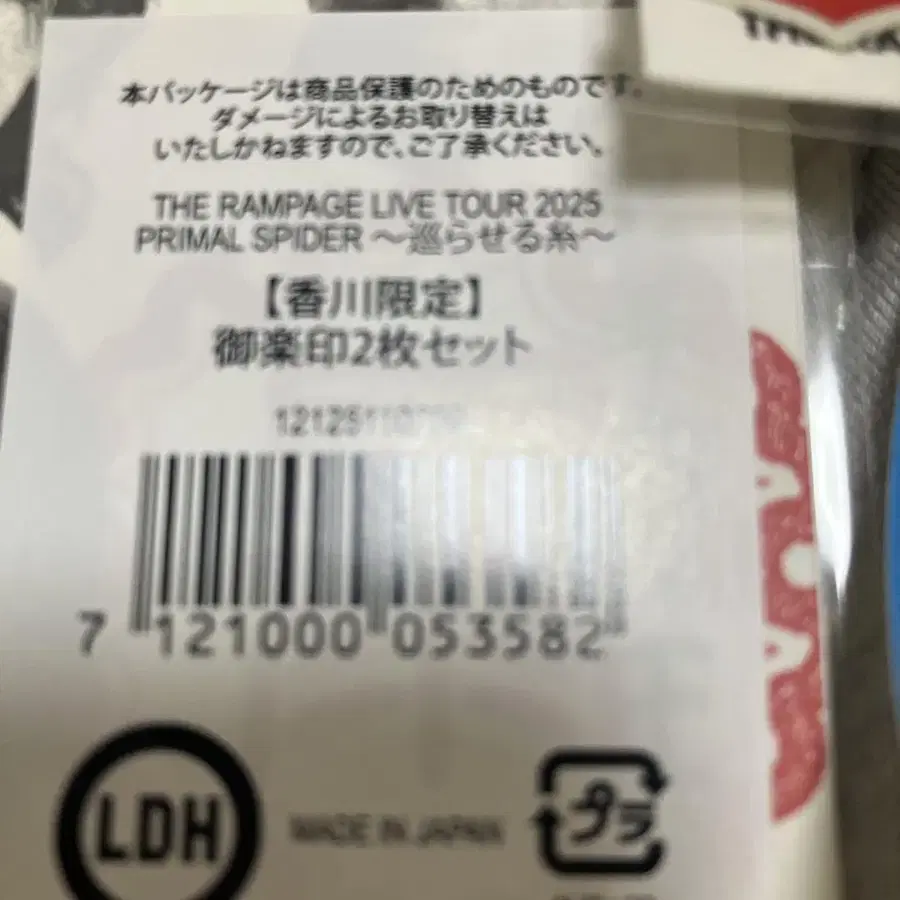 本パッケージは商品保護のためのものです。
ダメージによるお取り替えは
いたしかねますので、ご了承ください。
THE RAMPAGE LIVE TOUR 2025
PRIMAL SPIDER 〜巡らせる糸〜
【香川限定】
御楽印2枚セット
7 121000 053582
LDH
MADE IN JAPAN
プラ